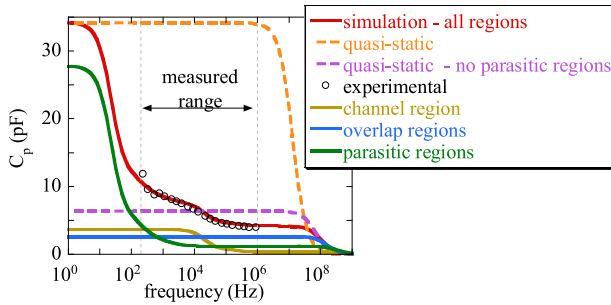 30
20
10
0
C_p (pF)
10^0
10^2
10^4
10^6
10^8
frequency (Hz)
measured
range
simulation - all regions
quasi-static
quasi-static - no parasitic regions
experimental
channel region
overlap regions
parasitic regions